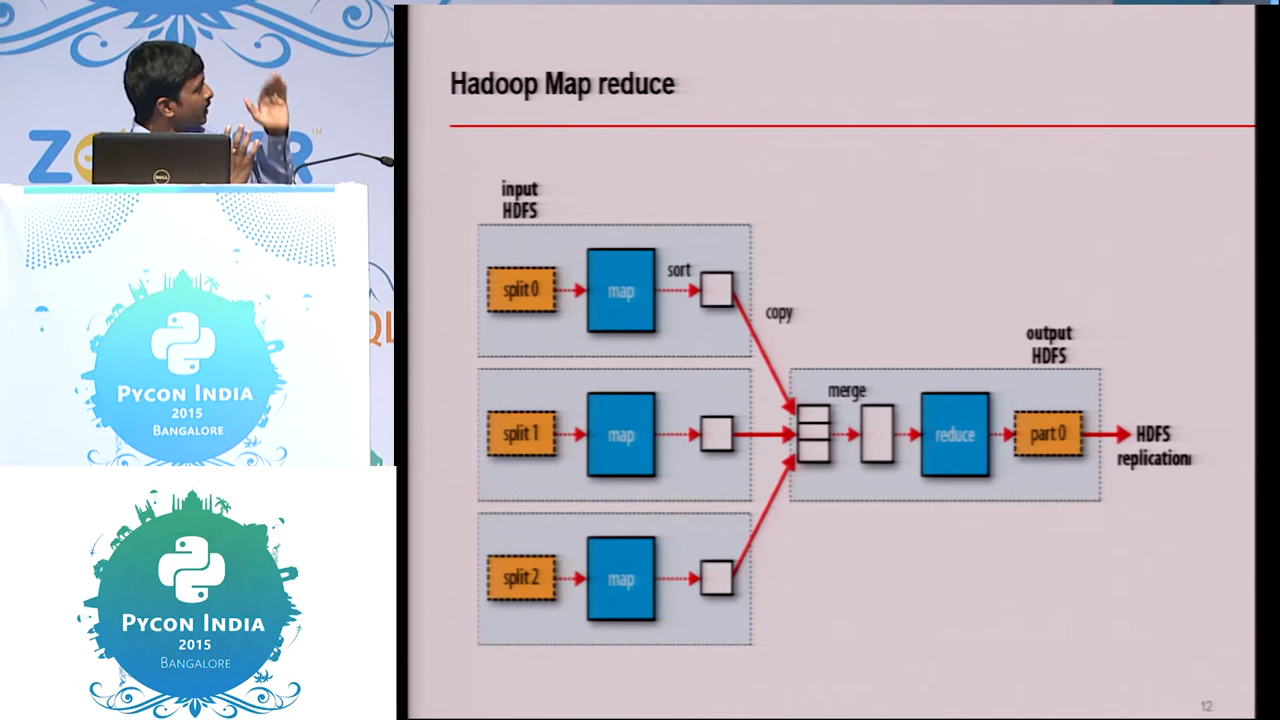 Hadoop Map reduce
input
HDFS
split 0
map
sort
copy
split 1
map
split 2
map
merge
reduce
output
HDFS
part 0
HDFS
replication
12
DELL
PYCON INDIA
2015
BANGALORE
PYCON INDIA
2015
BANGALORE